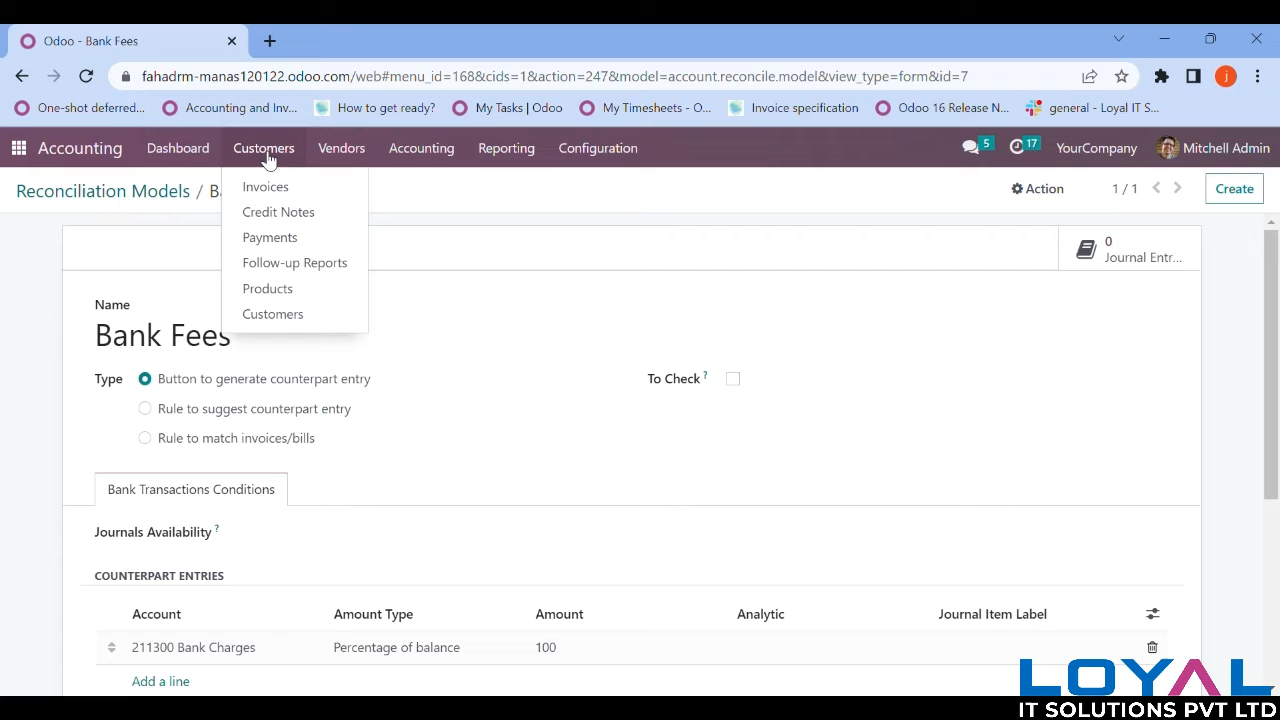 Odoo - Bank Fees
fahadrm-manas120122.odoo.com/web#menu_id=168&cids=1&action=247&model=account.reconcile.model&view_type=form&id=7
j
One-shot deferred... Accounting and Inv... How to get ready? My Tasks | Odoo My Timesheets - O... Invoice specification Odoo 16 Release N... general - Loyal IT S...
Accounting Dashboard Customers Vendors Accounting Reporting Configuration 5 17 YourCompany Mitchell Admin
Reconciliation Models / B Action 1 / 1 Create
Invoices
Credit Notes
Payments
Follow-up Reports
Products
Customers
0
Journal Entr...
Name
Bank Fees
Type Button to generate counterpart entry To Check ?
Rule to suggest counterpart entry
Rule to match invoices/bills
Bank Transactions Conditions
Journals Availability ?
COUNTERPART ENTRIES
Account Amount Type Amount Analytic Journal Item Label
211300 Bank Charges Percentage of balance 100
Add a line
LOYAL
IT SOLUTIONS PVT LTD